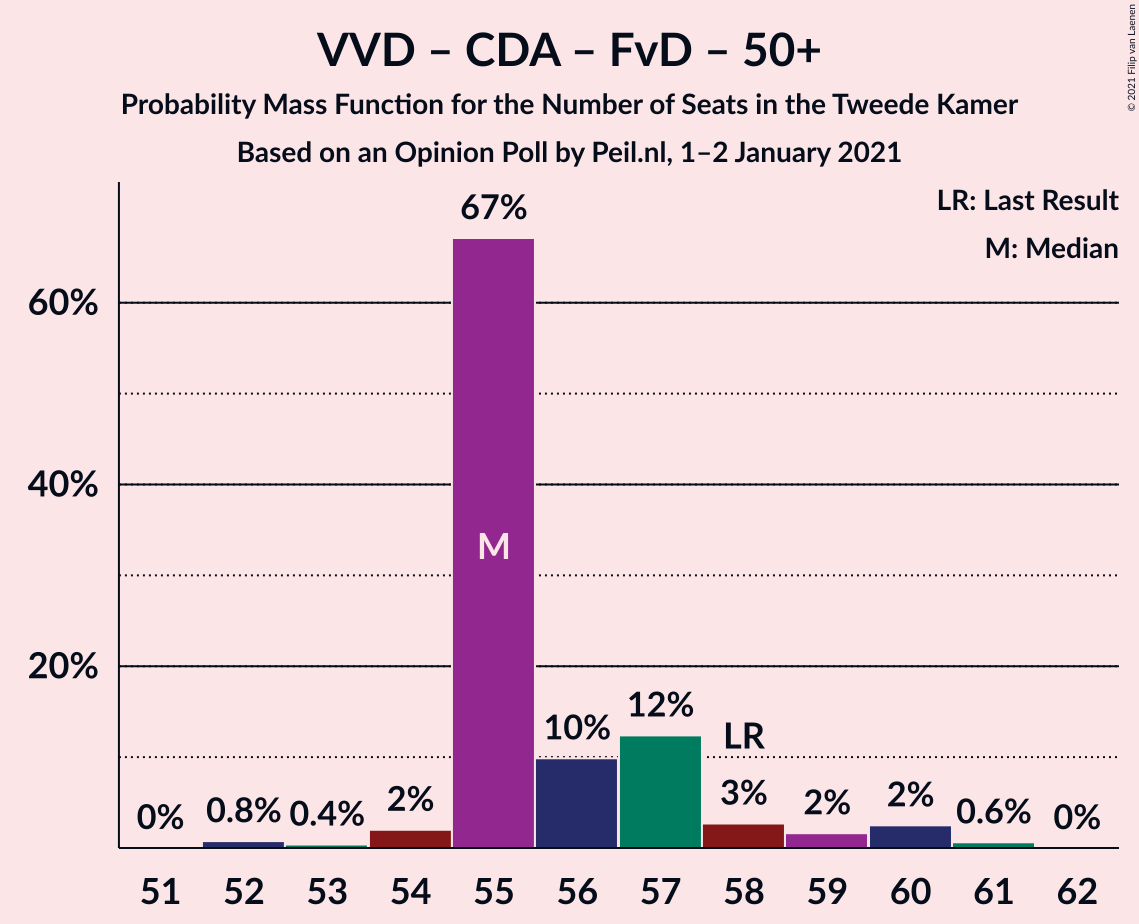 VVD – CDA – FvD – 50+
Probability Mass Function for the Number of Seats in the Tweede Kamer
Based on an Opinion Poll by Peil.nl, 1–2 January 2021
© 2021 Filip van Laenen
LR: Last Result
M: Median
60%
40%
20%
0%
0.8%
0.4%
2%
67%
M
10%
12%
LR
3%
2%
2%
0.6%
0%
51 52 53 54 55 56 57 58 59 60 61 62